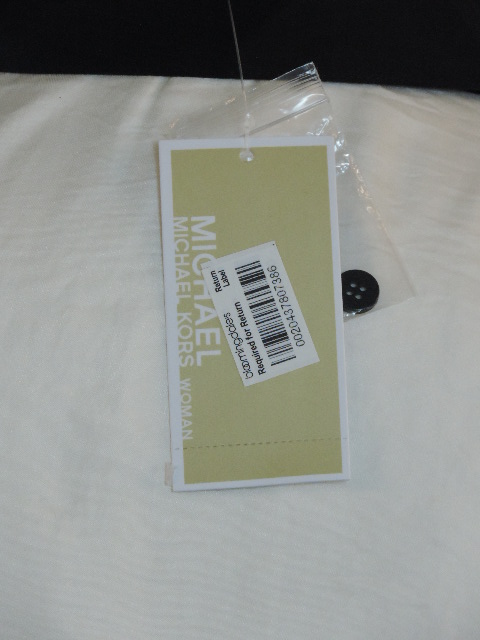 MICHAEL
MICHAEL KORS WOMAN
bloomingdales
Required for Return
0020437807386
Return
Label